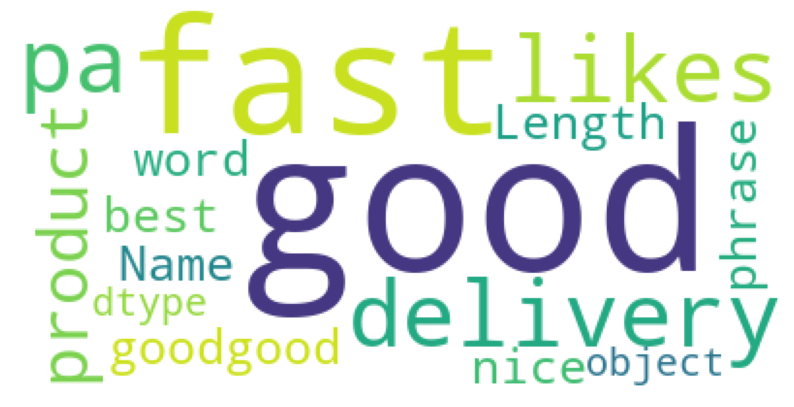 fast
likes
pa
Length
product
word
good
phrase
best
Name
delivery
dtype
goodgood
nice
object